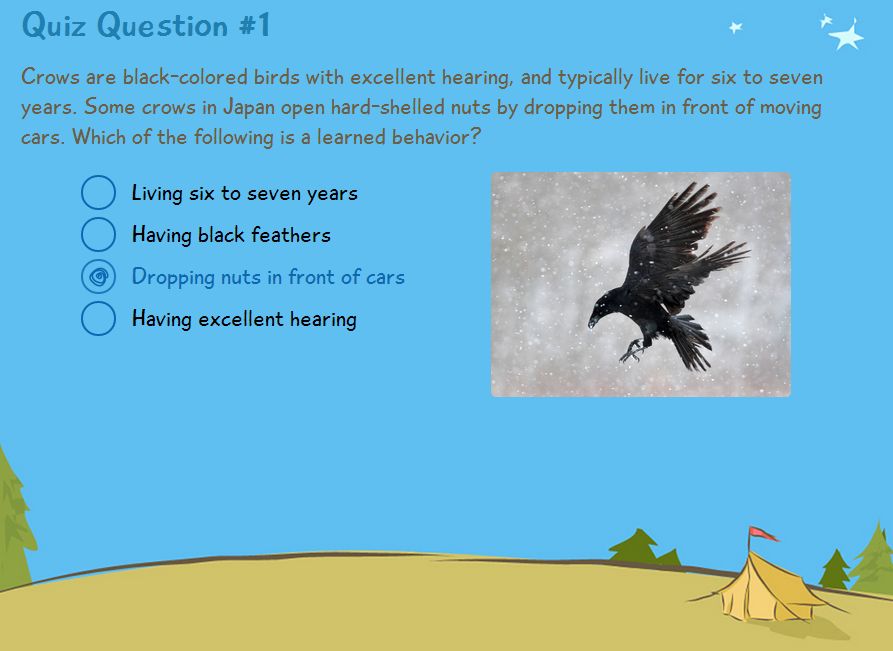 Quiz Question #1
Crows are black-colored birds with excellent hearing, and typically live for six to seven
years. Some crows in Japan open hard-shelled nuts by dropping them in front of moving
cars. Which of the following is a learned behavior?
Living six to seven years
Having black feathers
Dropping nuts in front of cars
Having excellent hearing